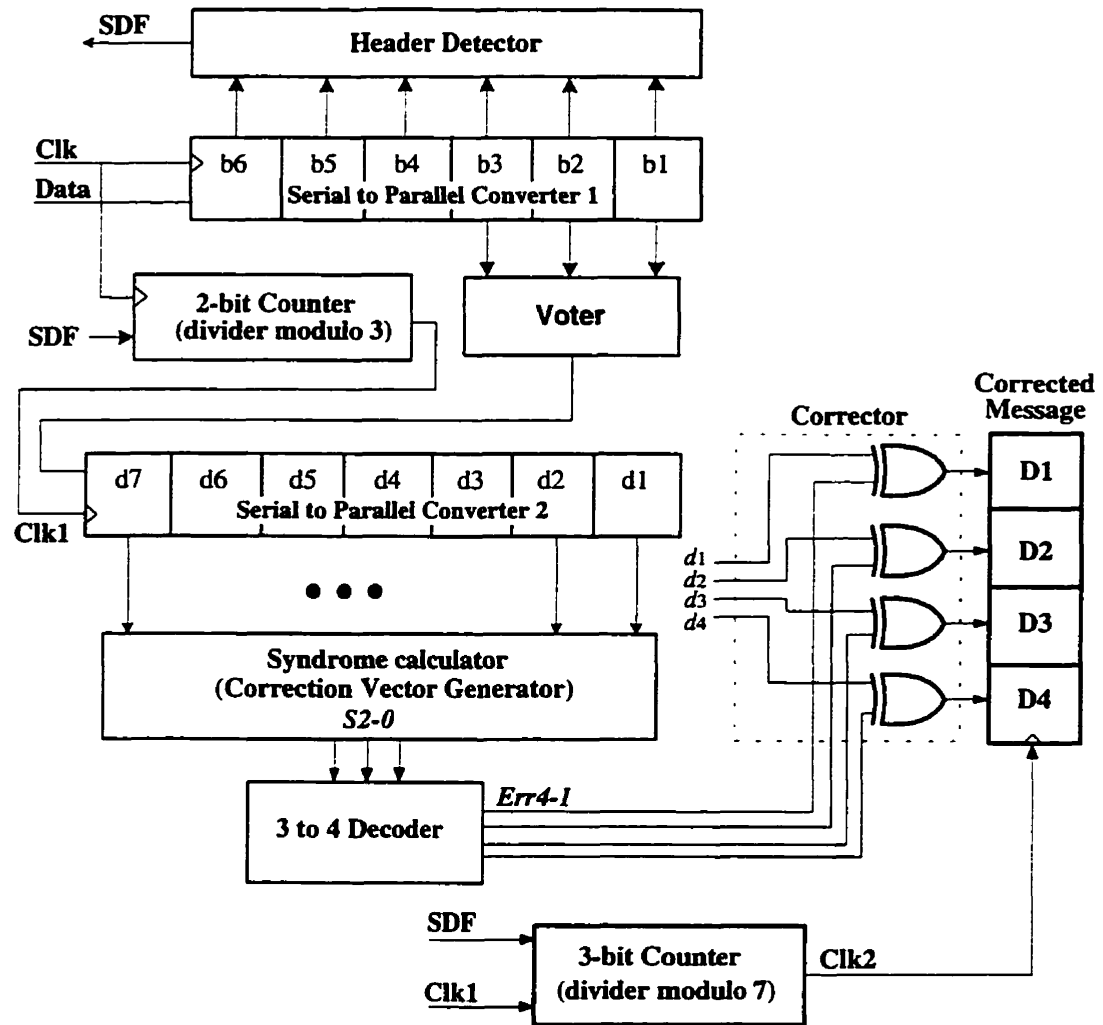 SDF
Header Detector
Clk
Data
b6 b5 b4 b3 b2 b1
Serial to Parallel Converter 1
2-bit Counter
(divider modulo 3)
SDF
Voter
Corrected
Message
Corrector
d7 d6 d5 d4 d3 d2 d1
Serial to Parallel Converter 2
Clk1
d1
d2
d3
d4
D1
D2
D3
D4
Syndrome calculator
(Correction Vector Generator)
S2-0
Err4-1
3 to 4 Decoder
SDF
Clk1
3-bit Counter
(divider modulo 7)
Clk2